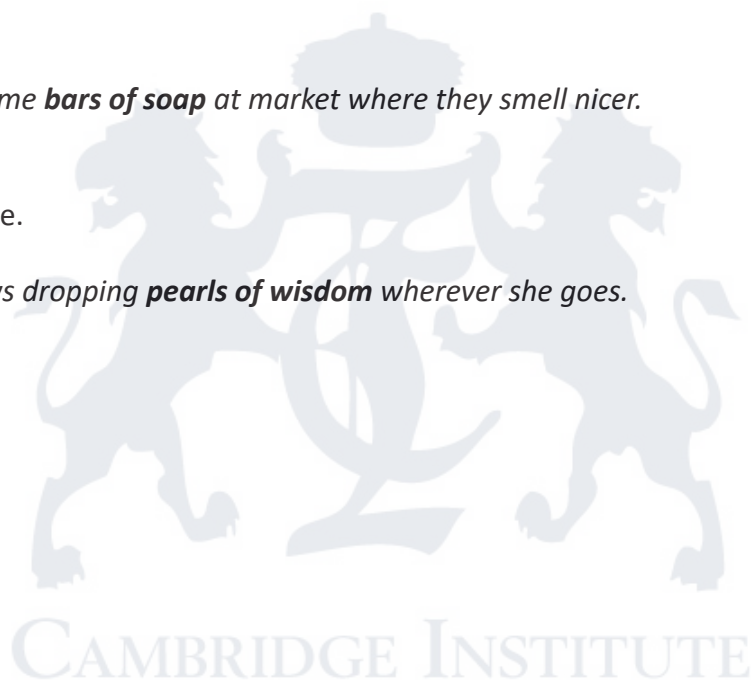 me bars of soap at market where they smell nicer.
e.
s dropping pearls of wisdom wherever she goes.
CAMBRIDGE INSTITUTE